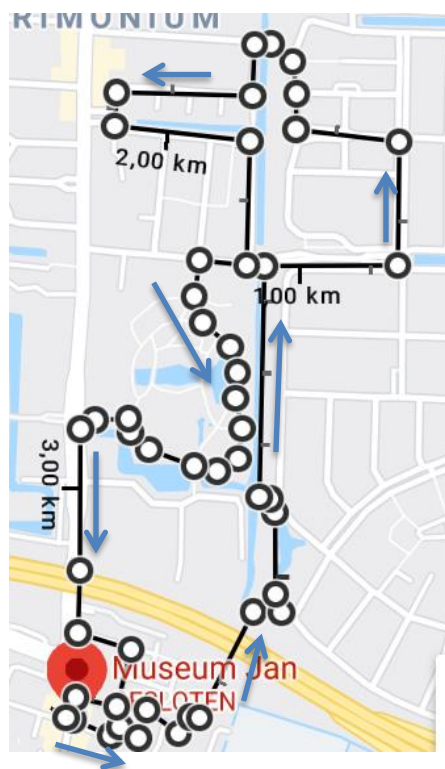 RIMONIUM
2,00 km
1,00 km
3,00 km
Museum Jan
ESLOTEN